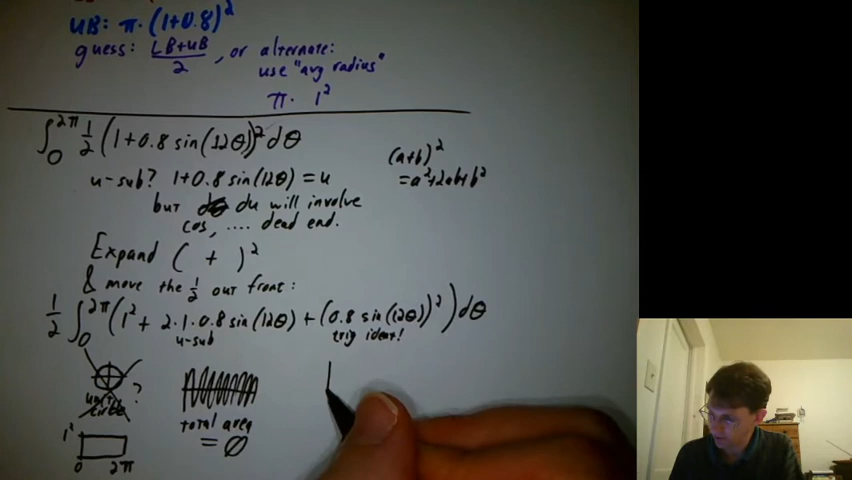 UB: π · (1+0.8)²
guess: (LB+UB)/2, or alternate:
use "avg radius"
π · 1²
∫₀^2π 1/2 (1+0.8 sin(12θ))² dθ
(a+b)²
= a²+2ab+b²
u-sub? 1+0.8 sin(12θ) = u
but du will involve
cos, .... dead end.
Expand ( + )²
& move the 1/2 out front:
1/2 ∫₀^2π (1² + 2·1·0.8 sin(12θ) + (0.8 sin(12θ))²) dθ
u-sub
trig ident!
unit circle ?
total area
= 0
1²
0 2π